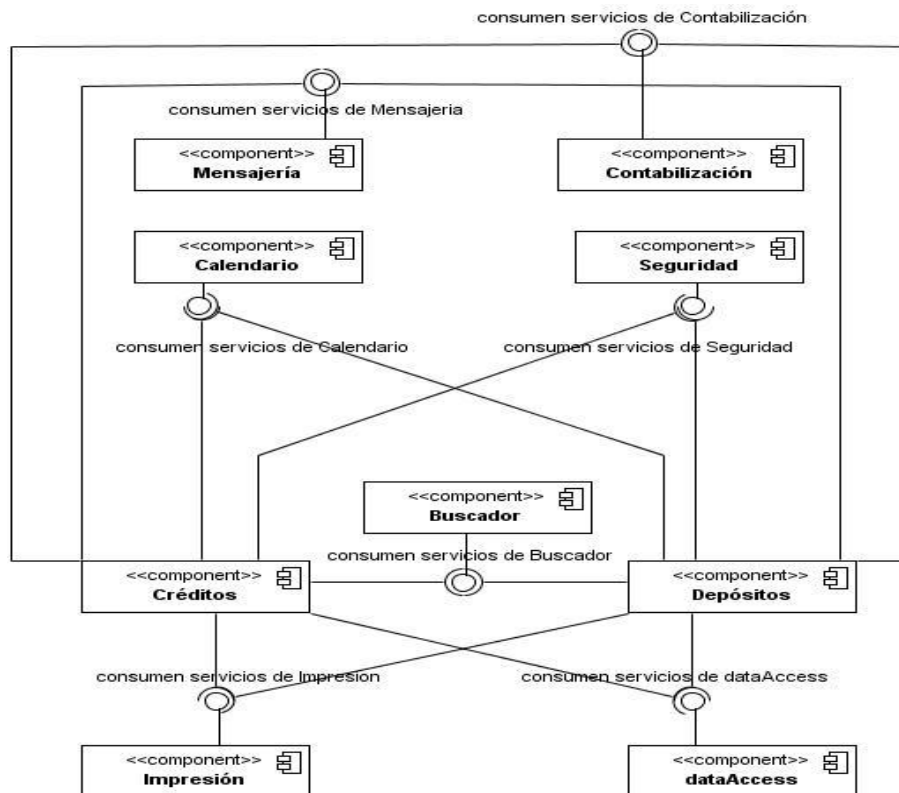 consumen servicios de Contabilización
consumen servicios de Mensajeria
<<component>>
Mensajería
<<component>>
Contabilización
<<component>>
Calendario
<<component>>
Seguridad
consumen servicios de Calendario
consumen servicios de Seguridad
<<component>>
Buscador
consumen servicios de Buscador
<<component>>
Créditos
<<component>>
Depósitos
consumen servicios de Impresion
consumen servicios de dataAccess
<<component>>
Impresión
<<component>>
dataAccess